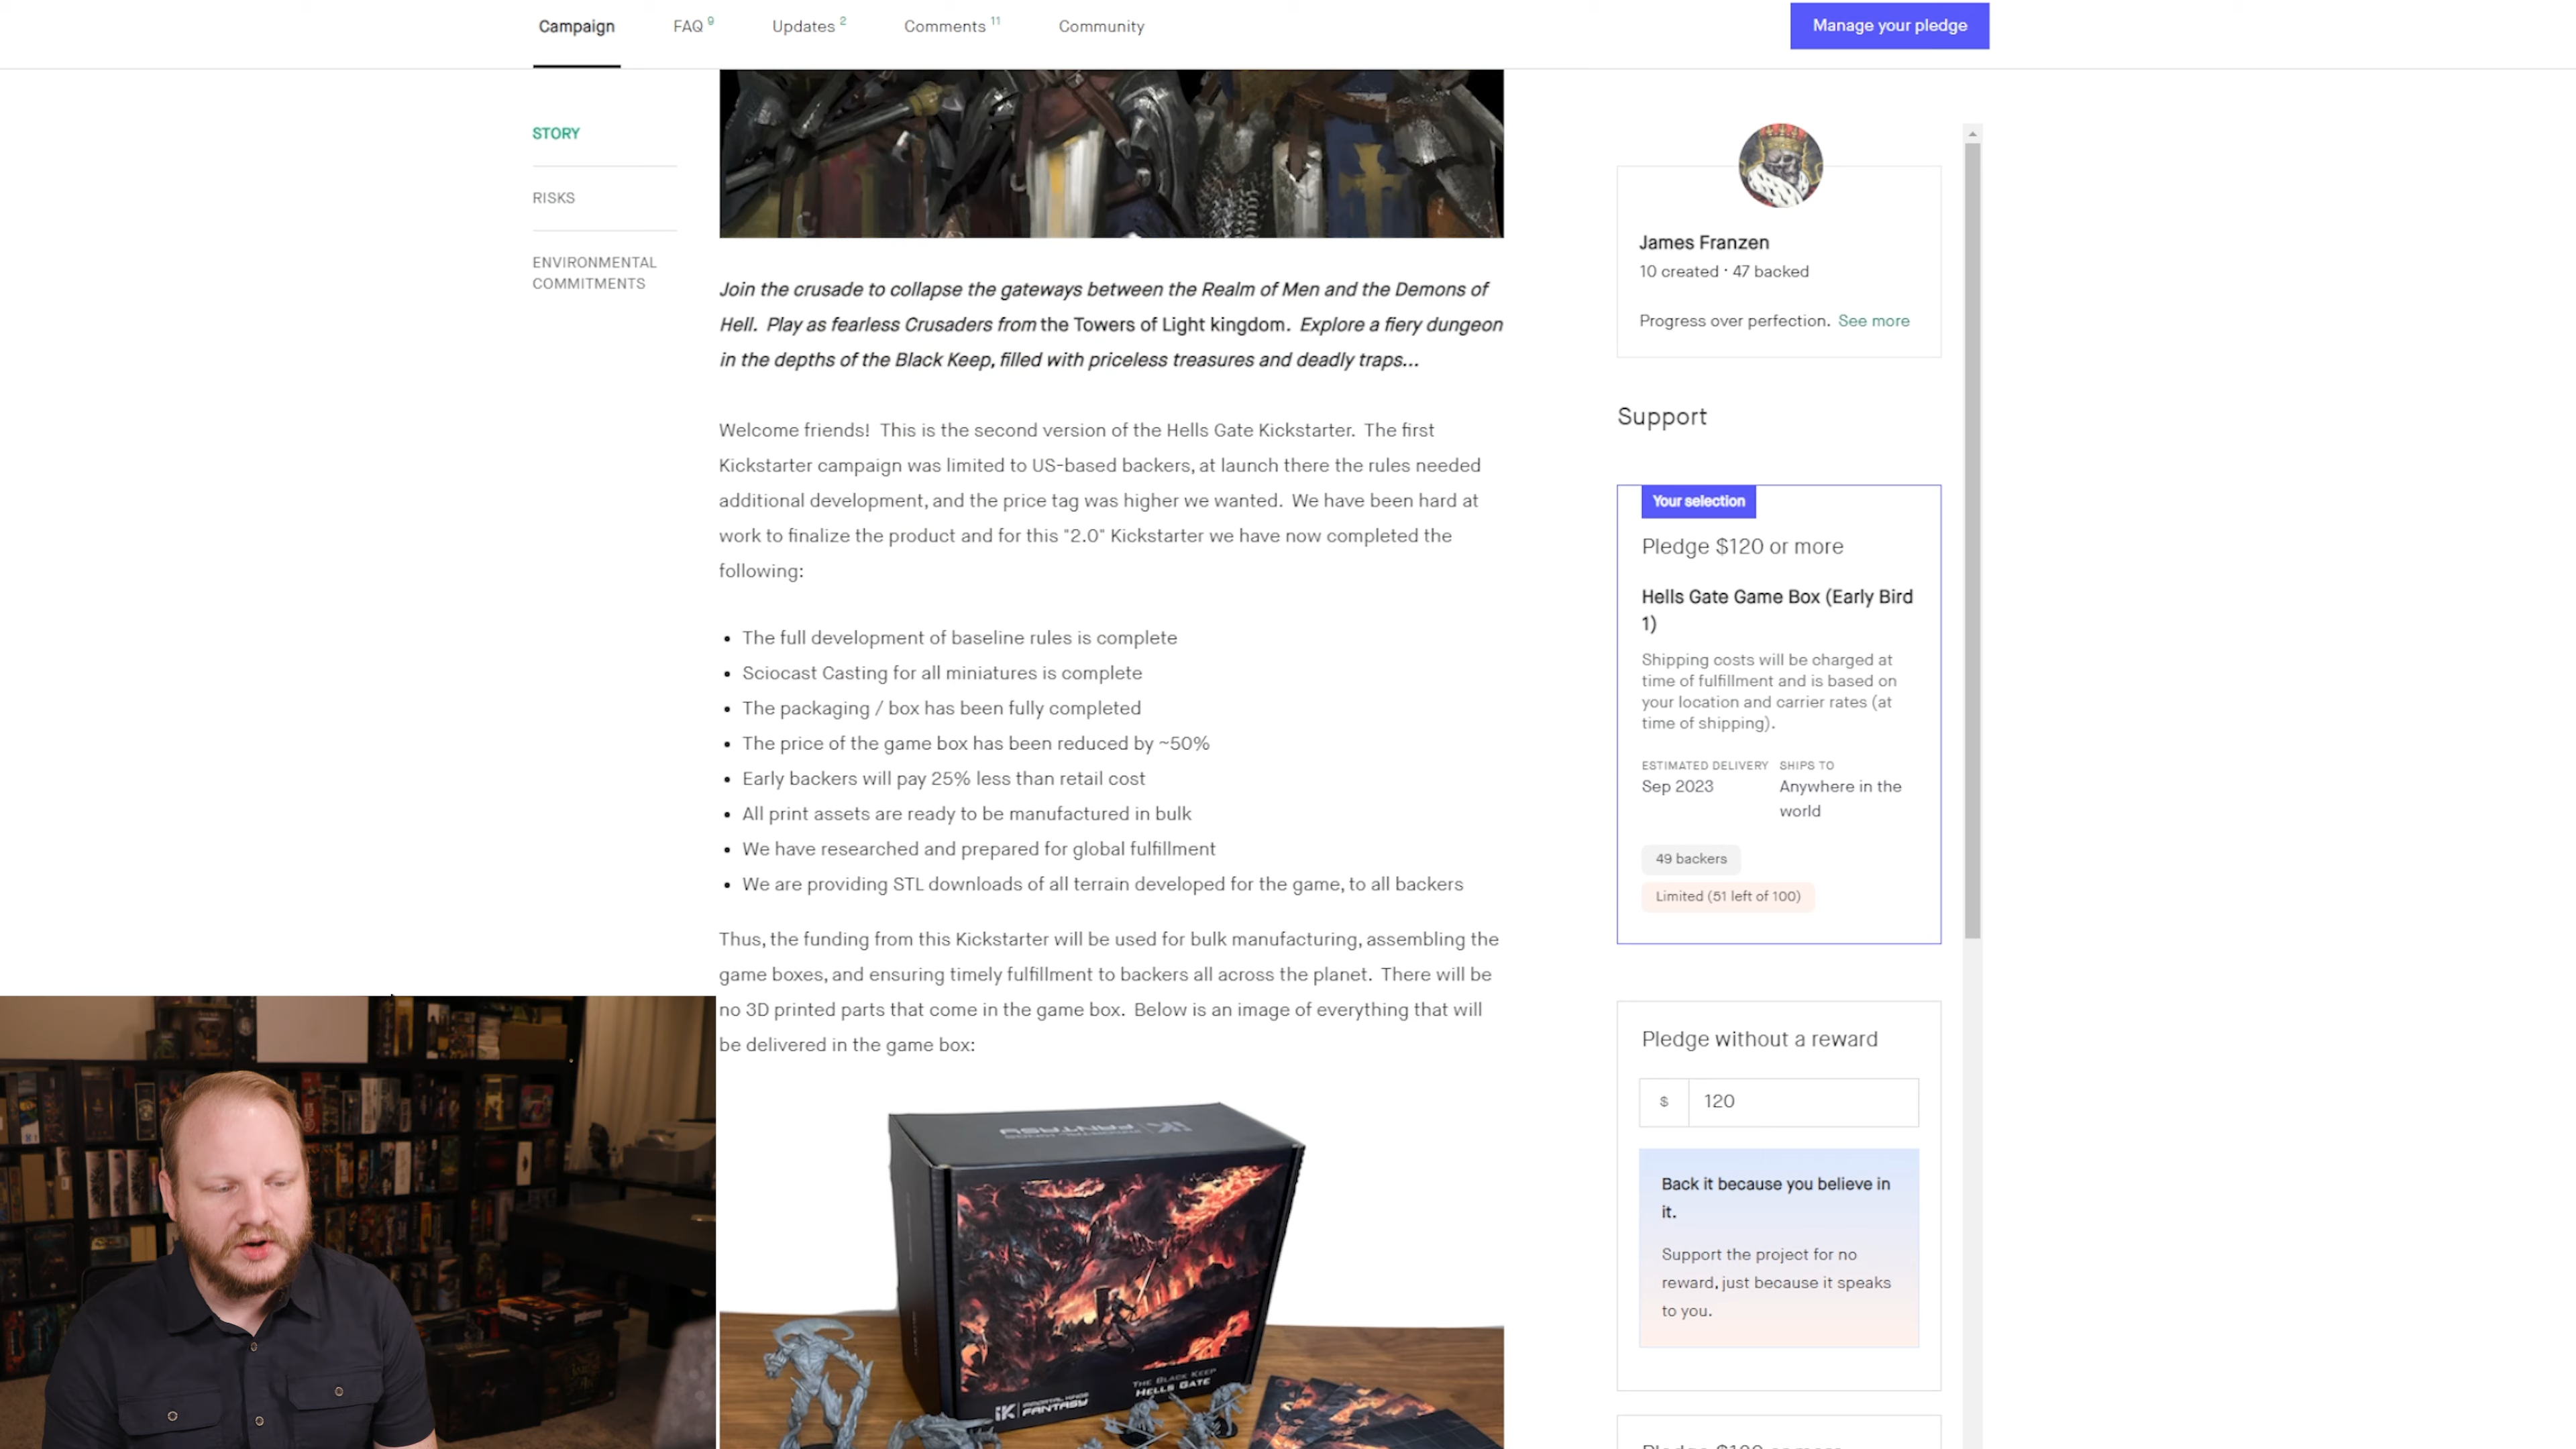 Campaign
FAQ 9
Updates 2
Comments 11
Community
Manage your pledge
STORY
RISKS
ENVIRONMENTAL
COMMITMENTS
Join the crusade to collapse the gateways between the Realm of Men and the Demons of
Hell. Play as fearless Crusaders from the Towers of Light kingdom. Explore a fiery dungeon
in the depths of the Black Keep, filled with priceless treasures and deadly traps...
Welcome friends! This is the second version of the Hells Gate Kickstarter. The first
Kickstarter campaign was limited to US-based backers, at launch there the rules needed
additional development, and the price tag was higher we wanted. We have been hard at
work to finalize the product and for this "2.0" Kickstarter we have now completed the
following:
• The full development of baseline rules is complete
• Sciocast Casting for all miniatures is complete
• The packaging / box has been fully completed
• The price of the game box has been reduced by ~50%
• Early backers will pay 25% less than retail cost
• All print assets are ready to be manufactured in bulk
• We have researched and prepared for global fulfillment
• We are providing STL downloads of all terrain developed for the game, to all backers
Thus, the funding from this Kickstarter will be used for bulk manufacturing, assembling the
game boxes, and ensuring timely fulfillment to backers all across the planet. There will be
no 3D printed parts that come in the game box. Below is an image of everything that will
be delivered in the game box:
FANTASY
THE BLACK KEEP
HELLS GATE
iK IMMORTAL KINGS
FANTASY
James Franzen
10 created · 47 backed
Progress over perfection. See more
Support
Your selection
Pledge $120 or more
Hells Gate Game Box (Early Bird
1)
Shipping costs will be charged at
time of fulfillment and is based on
your location and carrier rates (at
time of shipping).
ESTIMATED DELIVERY SHIPS TO
Sep 2023 Anywhere in the
world
49 backers
Limited (51 left of 100)
Pledge without a reward
$ 120
Back it because you believe in
it.
Support the project for no
reward, just because it speaks
to you.